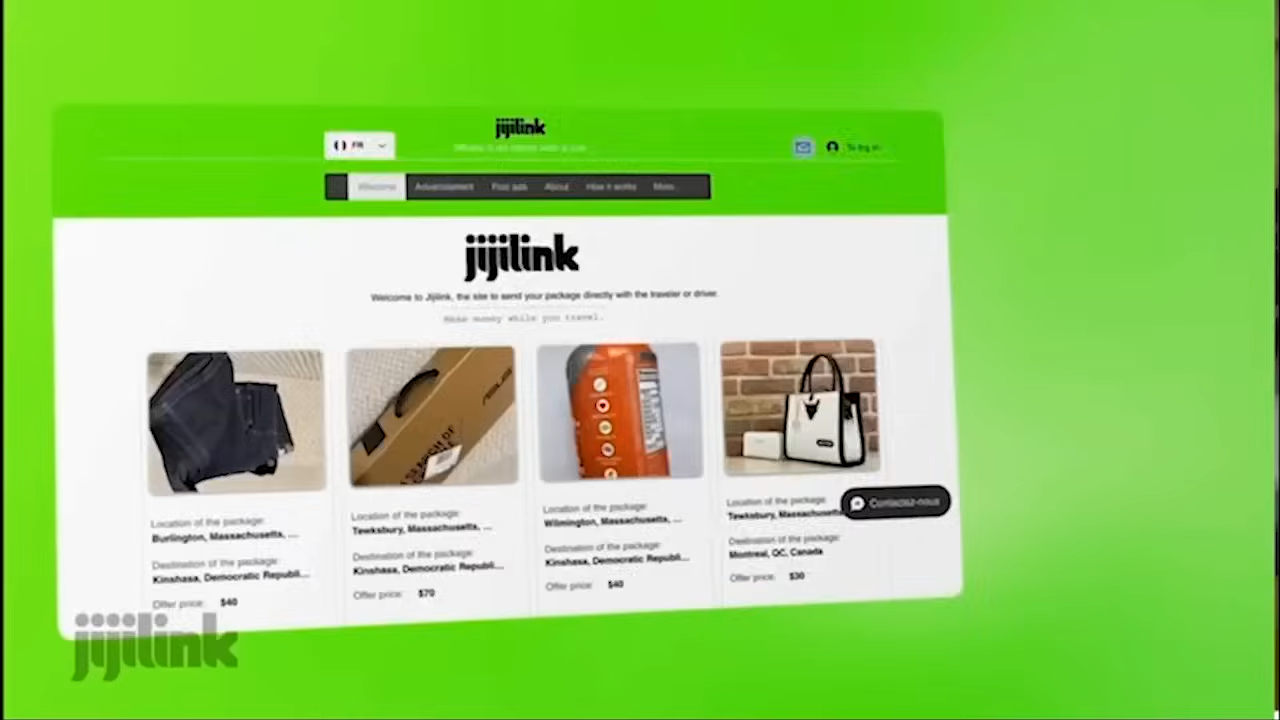 jijilink
FR
To log in
Welcome Advertisement Post ads About How it works More
jijilink
Welcome to Jijilink, the site to send your package directly with the traveler or driver.
Make money while you travel.
ASUS
Location of the package:
Burlington, Massachusetts, ...
Destination of the package:
Kinshasa, Democratic Republi...
Offer price: $40
Location of the package:
Tewksbury, Massachusetts, ...
Destination of the package:
Kinshasa, Democratic Republi...
Offer price: $70
Location of the package:
Wilmington, Massachusetts, ...
Destination of the package:
Kinshasa, Democratic Republi...
Offer price: $40
Location of the package:
Tewksbury, Massachusetts
Destination of the package:
Montreal, QC, Canada
Offer price: $30
Contactez-nous
jijilink